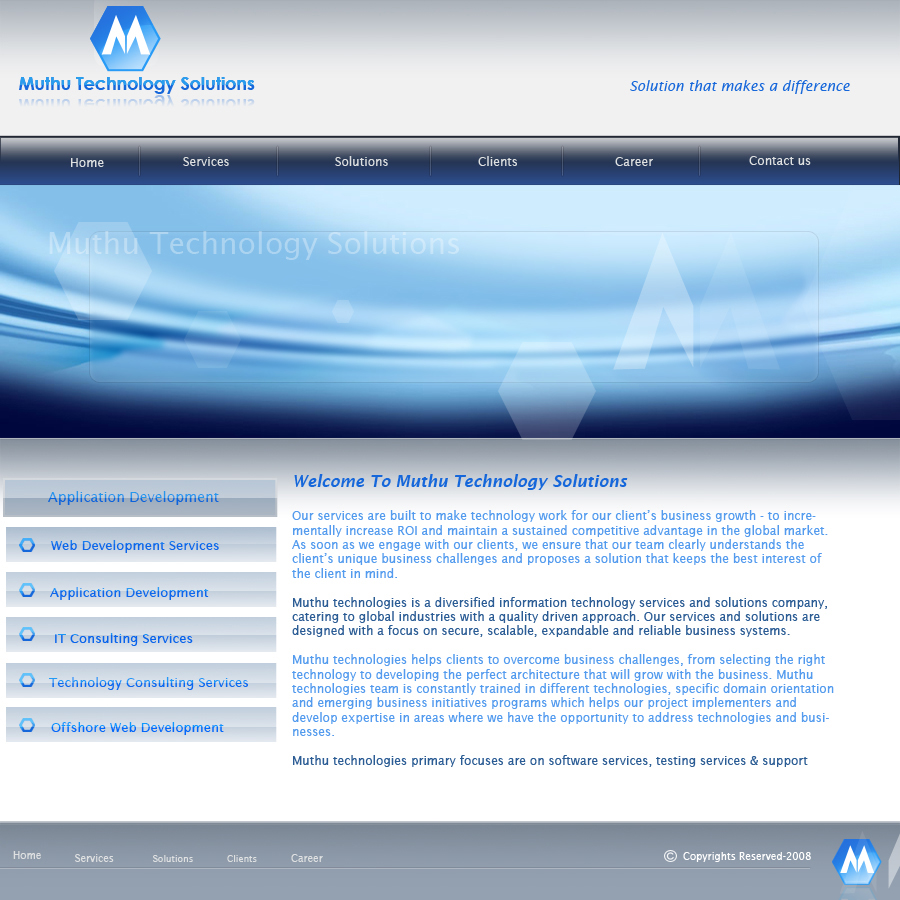 Muthu Technology Solutions
Solution that makes a difference
Home Services Solutions Clients Career Contact us
Muthu Technology Solutions
Application Development
Web Development Services
Application Development
IT Consulting Services
Technology Consulting Services
Offshore Web Development
Welcome To Muthu Technology Solutions
Our services are built to make technology work for our client's business growth - to incre-
mentally increase ROI and maintain a sustained competitive advantage in the global market.
As soon as we engage with our clients, we ensure that our team clearly understands the
client's unique business challenges and proposes a solution that keeps the best interest of
the client in mind.
Muthu technologies is a diversified information technology services and solutions company,
catering to global industries with a quality driven approach. Our services and solutions are
designed with a focus on secure, scalable, expandable and reliable business systems.
Muthu technologies helps clients to overcome business challenges, from selecting the right
technology to developing the perfect architecture that will grow with the business. Muthu
technologies team is constantly trained in different technologies, specific domain orientation
and emerging business initiatives programs which helps our project implementers and
develop expertise in areas where we have the opportunity to address technologies and busi-
nesses.
Muthu technologies primary focuses are on software services, testing services & support
Home Services Solutions Clients Career
© Copyrights Reserved-2008